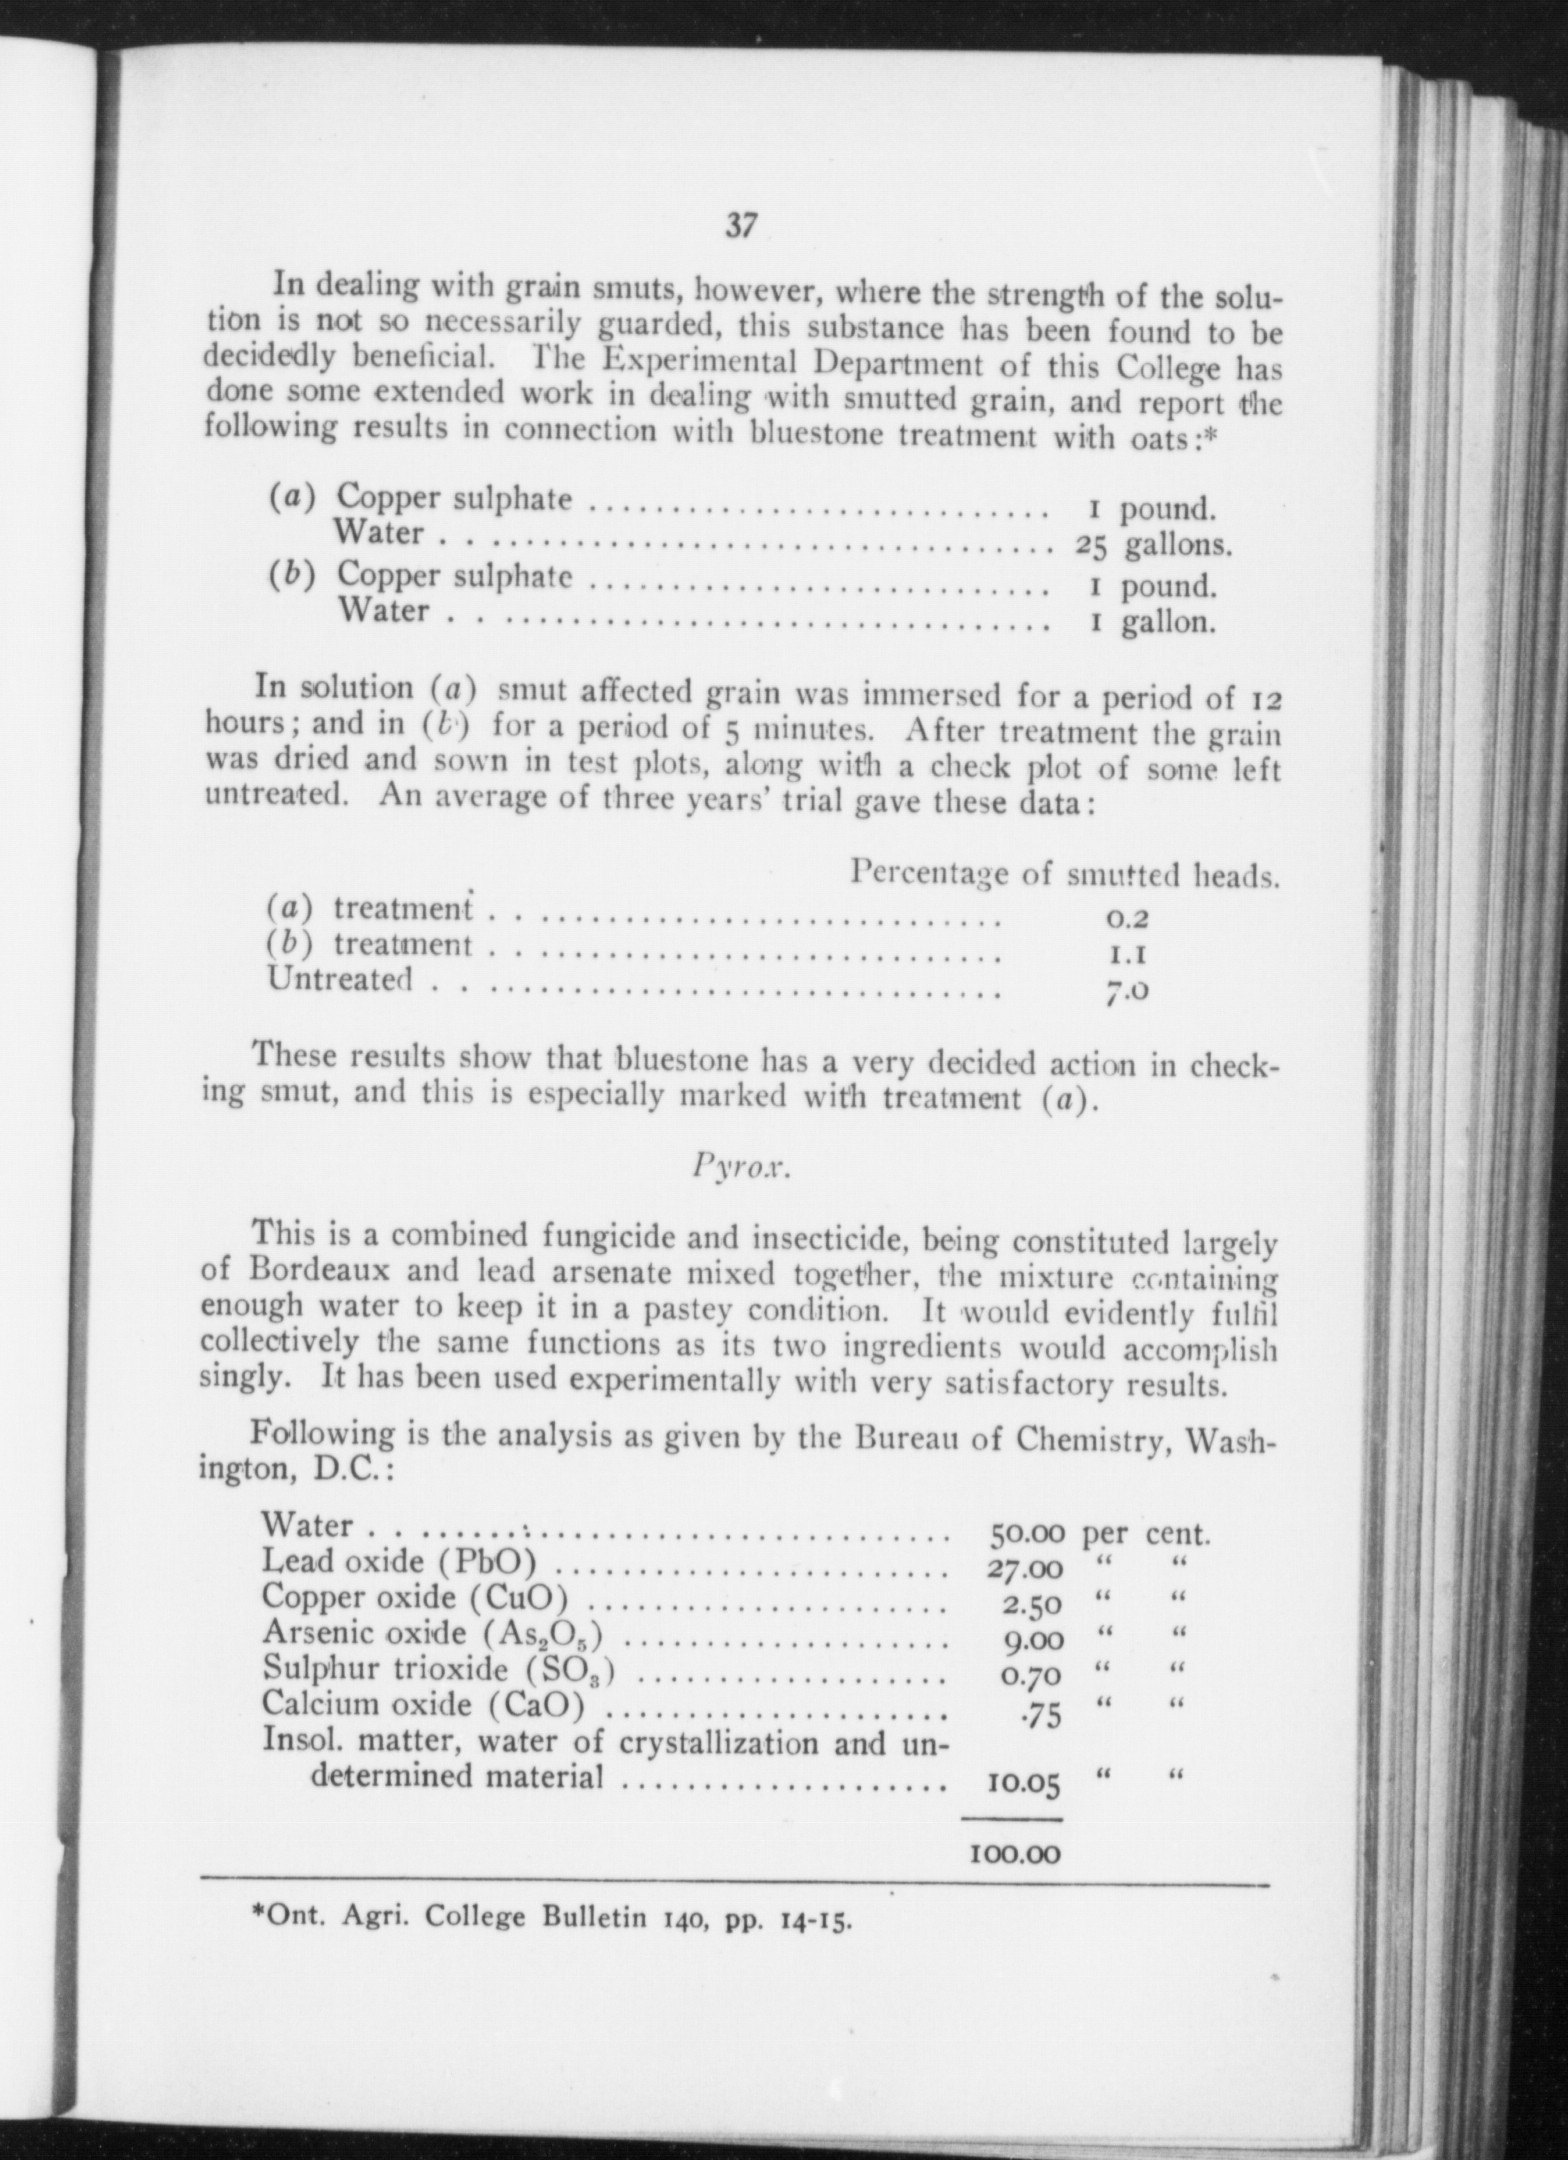 37
In dealing with grain smuts, however, where the strength of the solu-
tion is not so necessarily guarded, this substance has been found to be
decidedly beneficial. The Experimental Department of this College has
done some extended work in dealing with smutted grain, and report the
following results in connection with bluestone treatment with oats:*
(a) Copper sulphate ............................ 1 pound.
Water . . .................................. 25 gallons.
(b) Copper sulphate ............................ 1 pound.
Water . . ................................. 1 gallon.
In solution (a) smut affected grain was immersed for a period of 12
hours; and in (b) for a period of 5 minutes. After treatment the grain
was dried and sown in test plots, along with a check plot of some left
untreated. An average of three years' trial gave these data:
Percentage of smutted heads.
(a) treatment . . ............................ 0.2
(b) treatment . . ............................ 1.1
Untreated . . ............................... 7.0
These results show that bluestone has a very decided action in check-
ing smut, and this is especially marked with treatment (a).
Pyrox.
This is a combined fungicide and insecticide, being constituted largely
of Bordeaux and lead arsenate mixed together, the mixture containing
enough water to keep it in a pastey condition. It would evidently fulfil
collectively the same functions as its two ingredients would accomplish
singly. It has been used experimentally with very satisfactory results.
Following is the analysis as given by the Bureau of Chemistry, Wash-
ington, D.C.:
Water . . ................................ 50.00 per cent.
Lead oxide (PbO) ........................ 27.00 " "
Copper oxide (CuO) ...................... 2.50 " "
Arsenic oxide (As₂O₅) .................... 9.00 " "
Sulphur trioxide (SO₃) ................... 0.70 " "
Calcium oxide (CaO) ..................... .75 " "
Insol. matter, water of crystallization and un-
determined material .................... 10.05 " "
100.00
*Ont. Agri. College Bulletin 140, pp. 14-15.